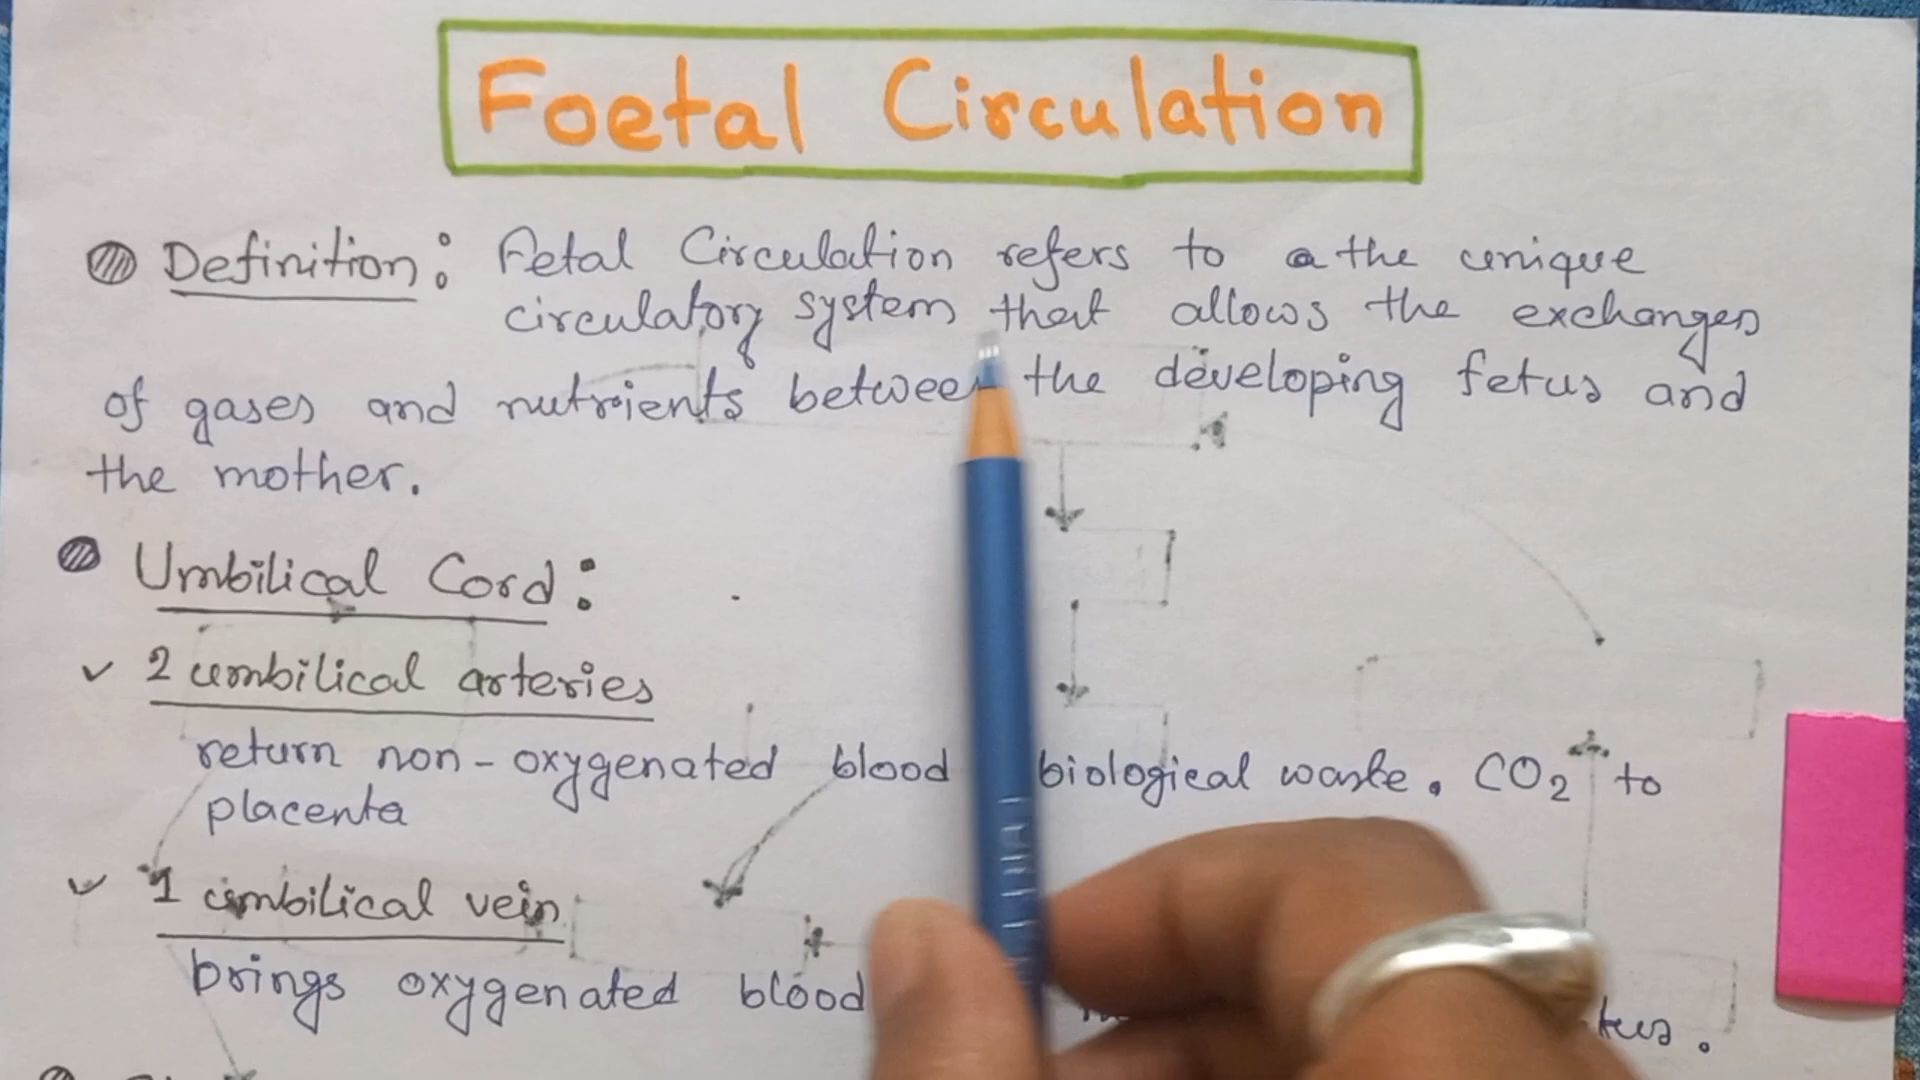 Foetal Circulation
Definition: Fetal Circulation refers to a the unique
circulatory system that allows the exchanges
of gases and nutrients between the developing fetus and
the mother.
Umbilical Cord:
✓ 2 umbilical arteries
return non-oxygenated blood biological waste. CO2 to
placenta
✓ 1 umbilical vein
brings oxygenated blood